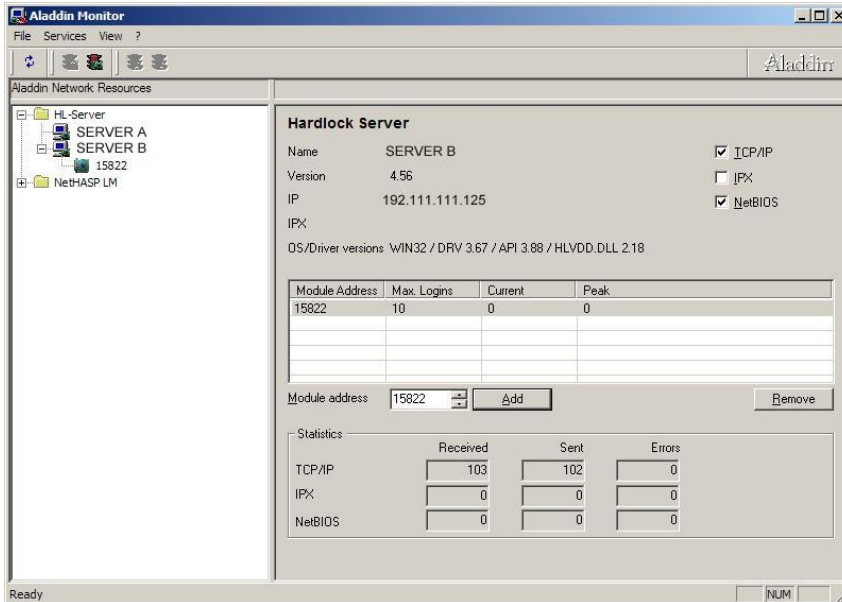 Aladdin Monitor
File Services View ?
Aladdin
Aladdin Network Resources
HL-Server
SERVER A
SERVER B
15822
NetHASP LM
Hardlock Server
Name SERVER B
TCP/IP
Version 4.56
IPX
IP 192.111.111.125
NetBIOS
IPX
OS/Driver versions WIN32 / DRV 3.67 / API 3.88 / HLVDD.DLL 2.18
Module Address Max. Logins Current Peak
15822 10 0 0
Module address 15822 Add Remove
Statistics
Received Sent Errors
TCP/IP 103 102 0
IPX 0 0 0
NetBIOS 0 0 0
Ready NUM